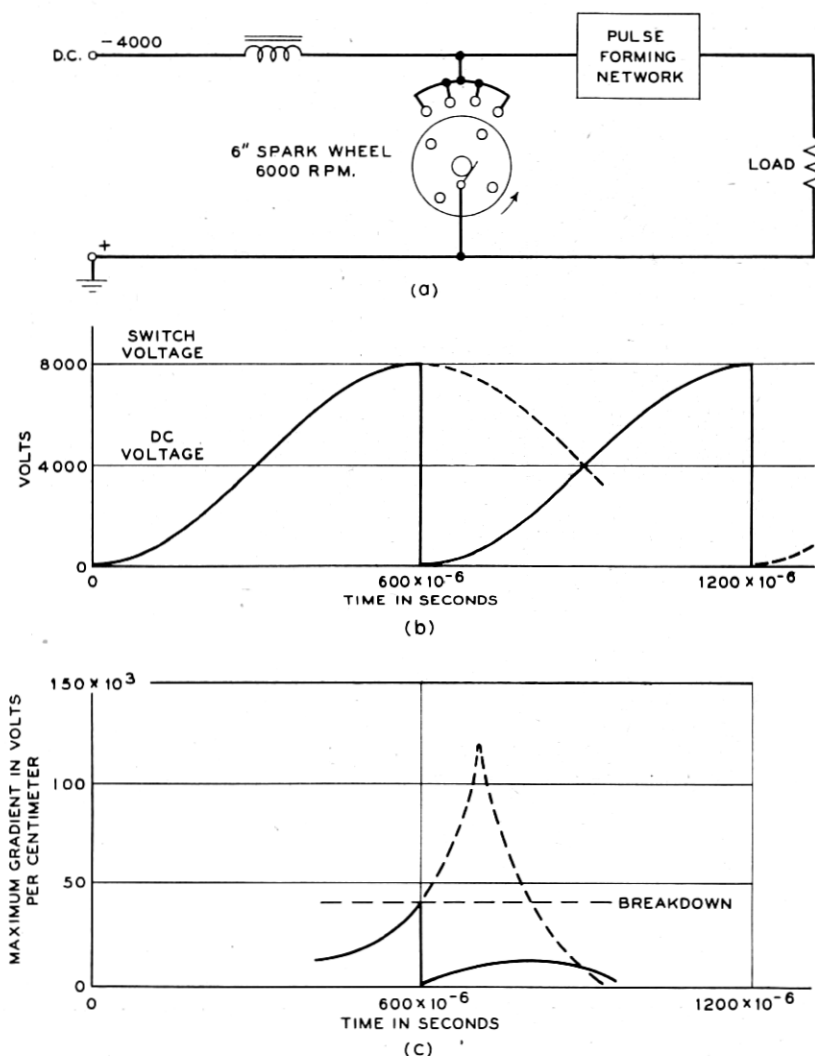 D.C.
-4000
PULSE
FORMING
NETWORK
6" SPARK WHEEL
6000 RPM.
LOAD
+
(a)
SWITCH
VOLTAGE
8000
DC
VOLTAGE
4000
VOLTS
0
0
600 × 10⁻⁶
1200 × 10⁻⁶
TIME IN SECONDS
(b)
150 × 10³
100
50
0
MAXIMUM GRADIENT IN VOLTS
PER CENTIMETER
BREAKDOWN
0
600 × 10⁻⁶
1200 × 10⁻⁶
TIME IN SECONDS
(c)